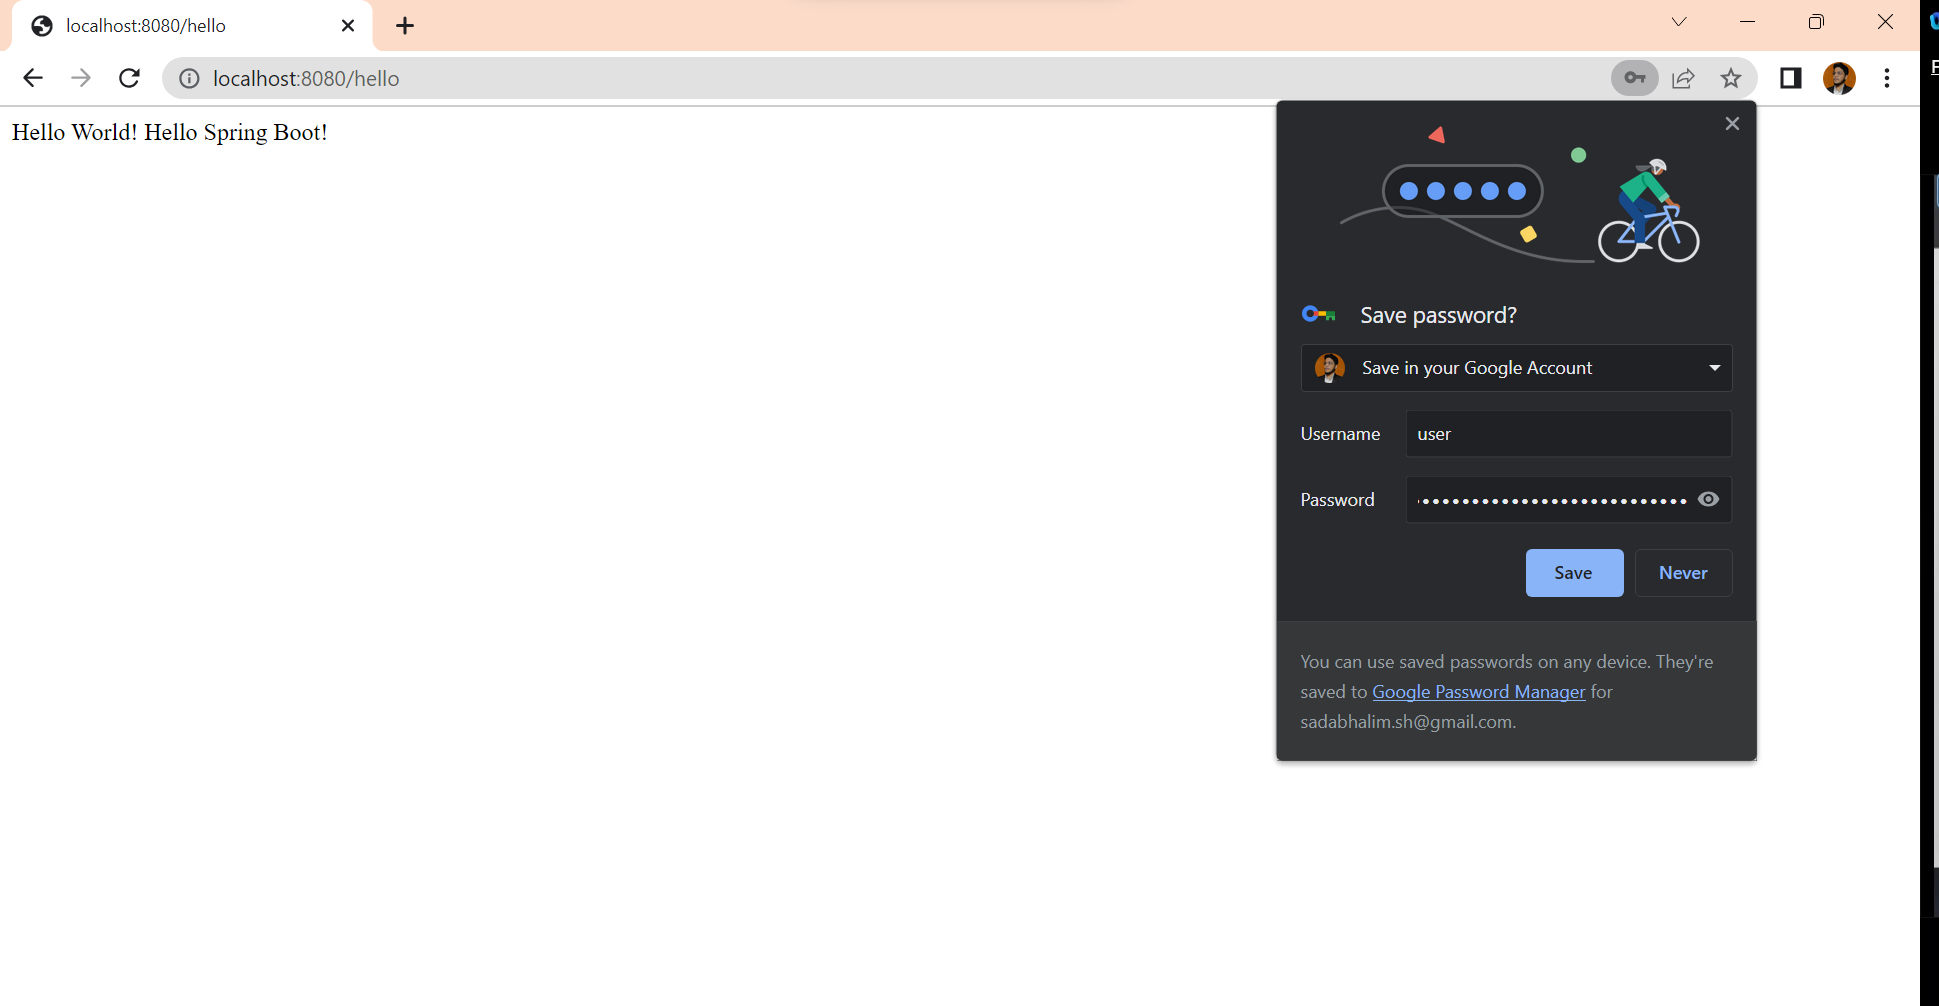 localhost:8080/hello
localhost:8080/hello
Hello World! Hello Spring Boot!
Save password?
Save in your Google Account
Username user
Password
Save Never
You can use saved passwords on any device. They're
saved to Google Password Manager for
sadabhalim.sh@gmail.com.